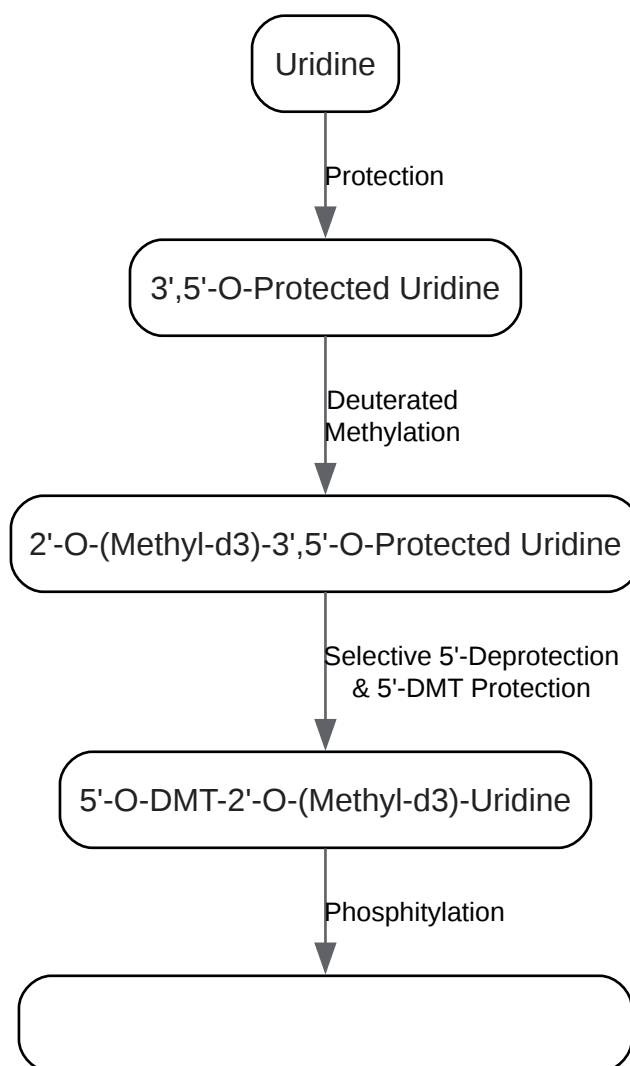 Uridine
Protection
3',5'-O-Protected Uridine
Deuterated
Methylation
2'-O-(Methyl-d3)-3',5'-O-Protected Uridine
Selective 5'-Deprotection
& 5'-DMT Protection
5'-O-DMT-2'-O-(Methyl-d3)-Uridine
Phosphitylation